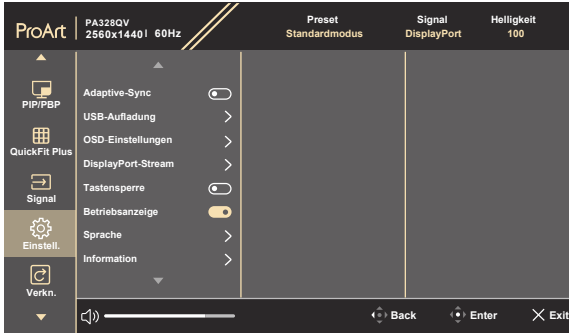 ProArt
PA328QV
2560x1440 60Hz
Preset
Standardmodus
Signal
DisplayPort
Helligkeit
100
PIP/PBP
QuickFit Plus
Signal
Einstell.
Verkn.
Adaptive-Sync
USB-Aufladung
OSD-Einstellungen
DisplayPort-Stream
Tastensperre
Betriebsanzeige
Sprache
Information
Back
Enter
Exit